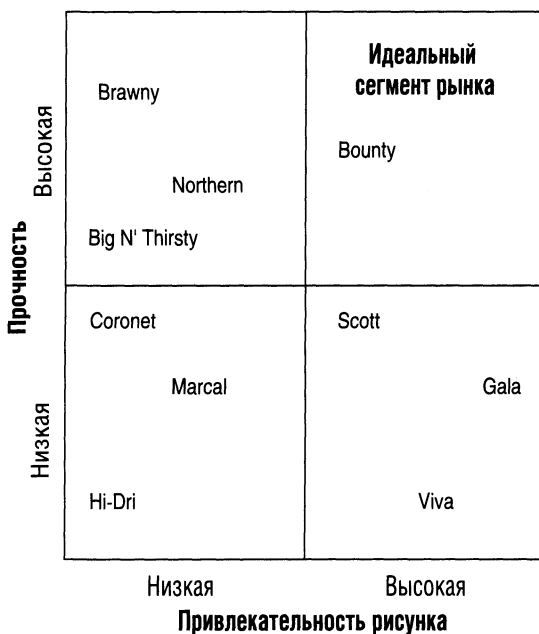 Идеальный
сегмент рынка
Brawny
Bounty
Northern
Big N' Thirsty
Coronet
Scott
Marcal
Gala
Hi-Dri
Viva
Прочность
Высокая
Низкая
Низкая
Высокая
Привлекательность рисунка